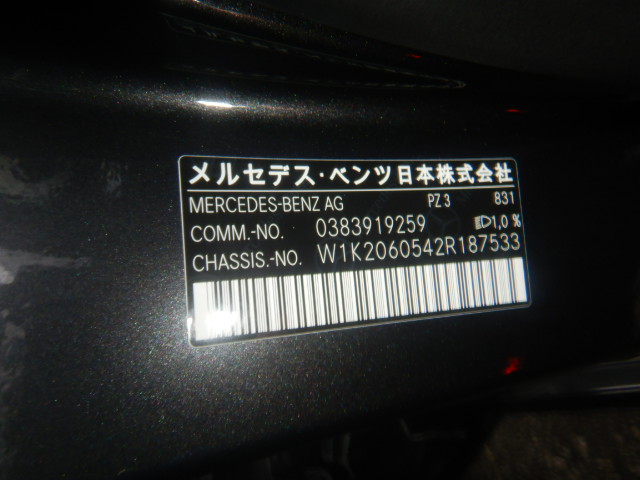 メルセデス・ベンツ日本株式会社
MERCEDES-BENZ AG PZ 3 831
COMM.-NO. 0383919259 1,0 %
CHASSIS.-NO. W1K2060542R187533